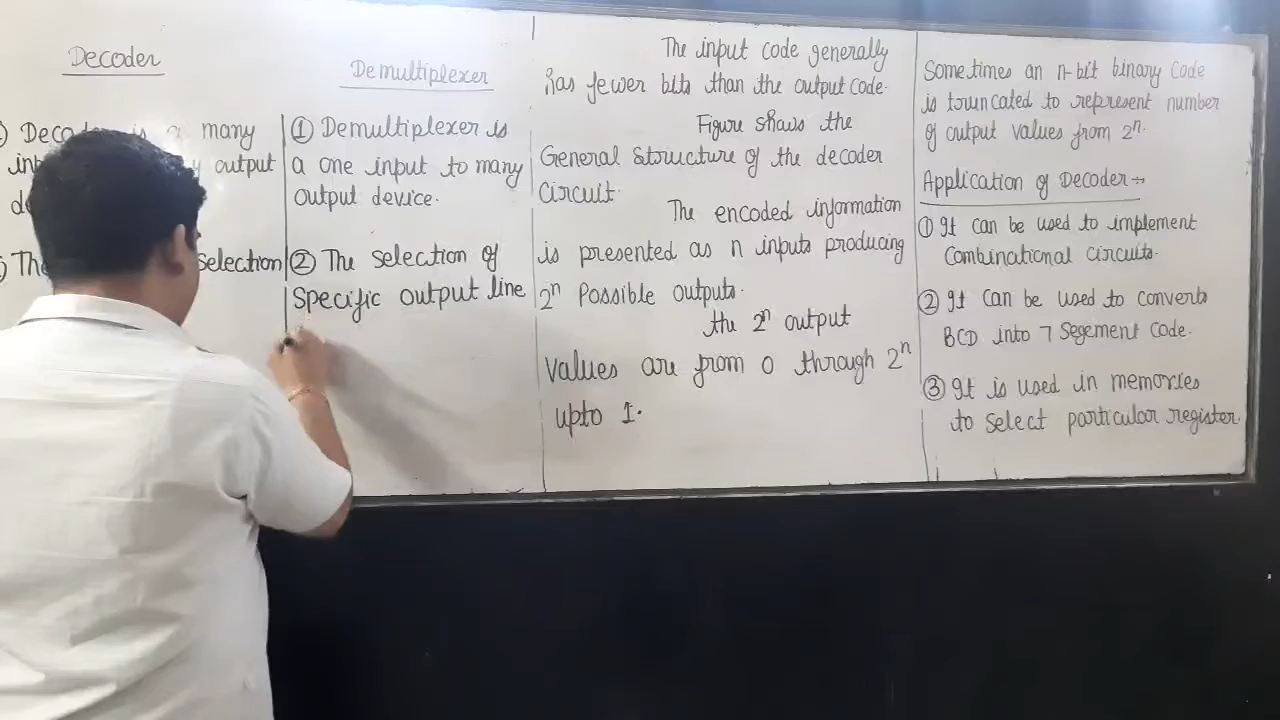 Decoder
many
output
The
Selection
Demultiplexer
① Demultiplexer is
a one input to many
output device.
② The selection of
Specific output line
The input code generally
has fewer bits than the output code.
Figure shows the
General structure of the decoder
circuit.
The encoded information
is presented as n inputs producing
2ⁿ Possible outputs.
the 2ⁿ output
values are from 0 through 2ⁿ
upto 1.
Sometimes an n-bit binary code
is truncated to represent number
of output values from 2ⁿ.
Application of Decoder→
① It can be used to implement
Combinational circuits.
② It can be used to converts
BCD into 7 Segement code.
③ It is used in memories
to select particular register.